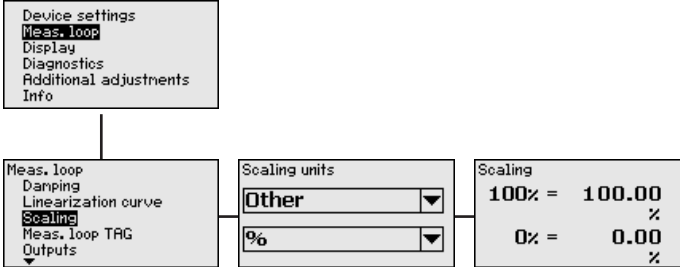 Device settings
Meas. loop
Display
Diagnostics
Additional adjustments
Info
Meas. loop
Damping
Linearization curve
Scaling
Meas. loop TAG
Outputs
Scaling units
Other
%
Scaling
100% = 100.00
%
0% = 0.00
%